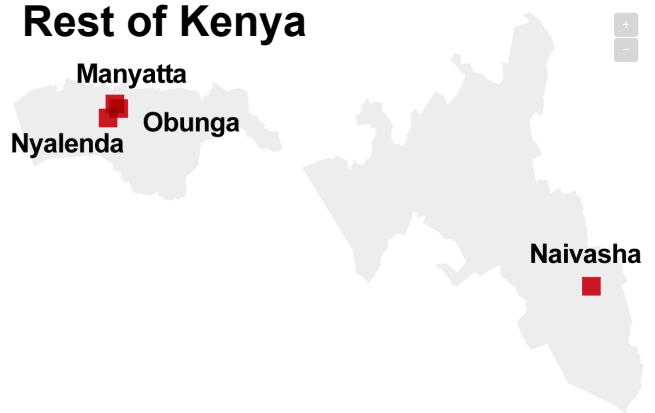 Rest of Kenya
Manyatta
Obunga
Nyalenda
Naivasha
+
−